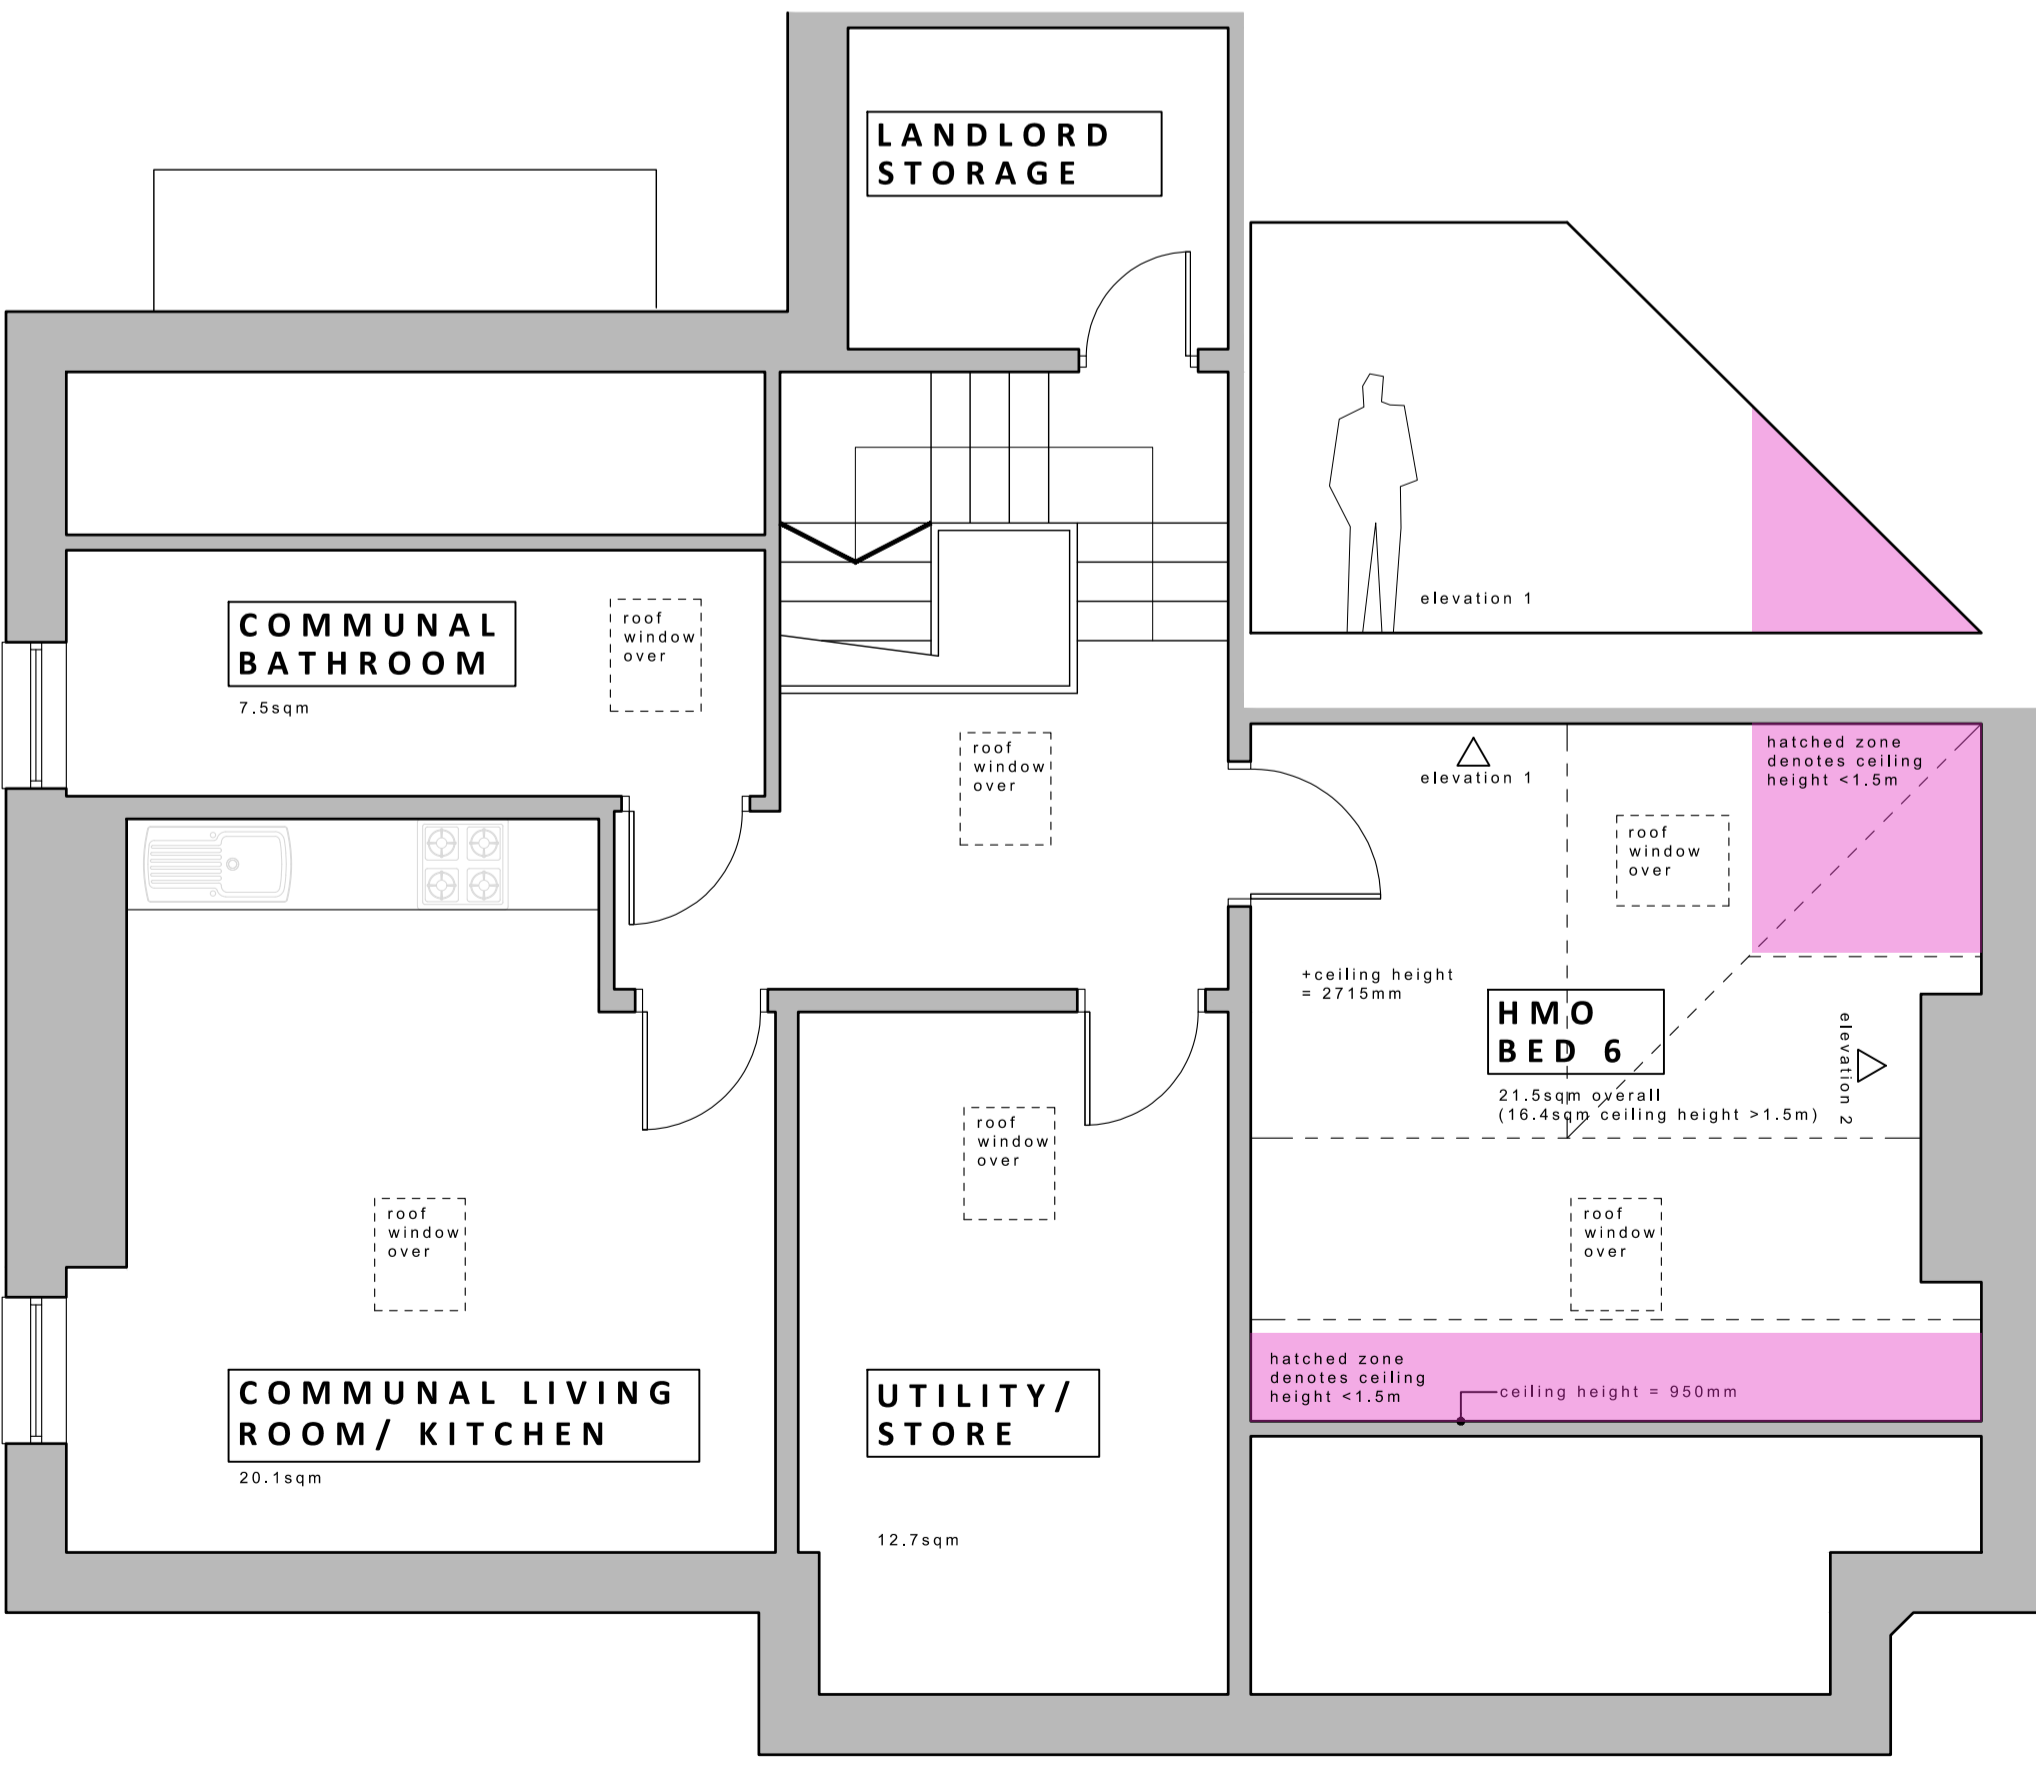 LANDLORD
STORAGE
elevation 1
COMMUNAL
BATHROOM
7.5sqm
roof
window
over
roof
window
over
elevation 1
hatched zone
denotes ceiling
height <1.5m
roof
window
over
+ceiling height
= 2715mm
HMO
BED 6
21.5sqm overall
(16.4sqm ceiling height >1.5m)
elevation 2
roof
window
over
roof
window
over
roof
window
over
hatched zone
denotes ceiling
height <1.5m
ceiling height = 950mm
COMMUNAL LIVING
ROOM/ KITCHEN
20.1sqm
UTILITY/
STORE
12.7sqm